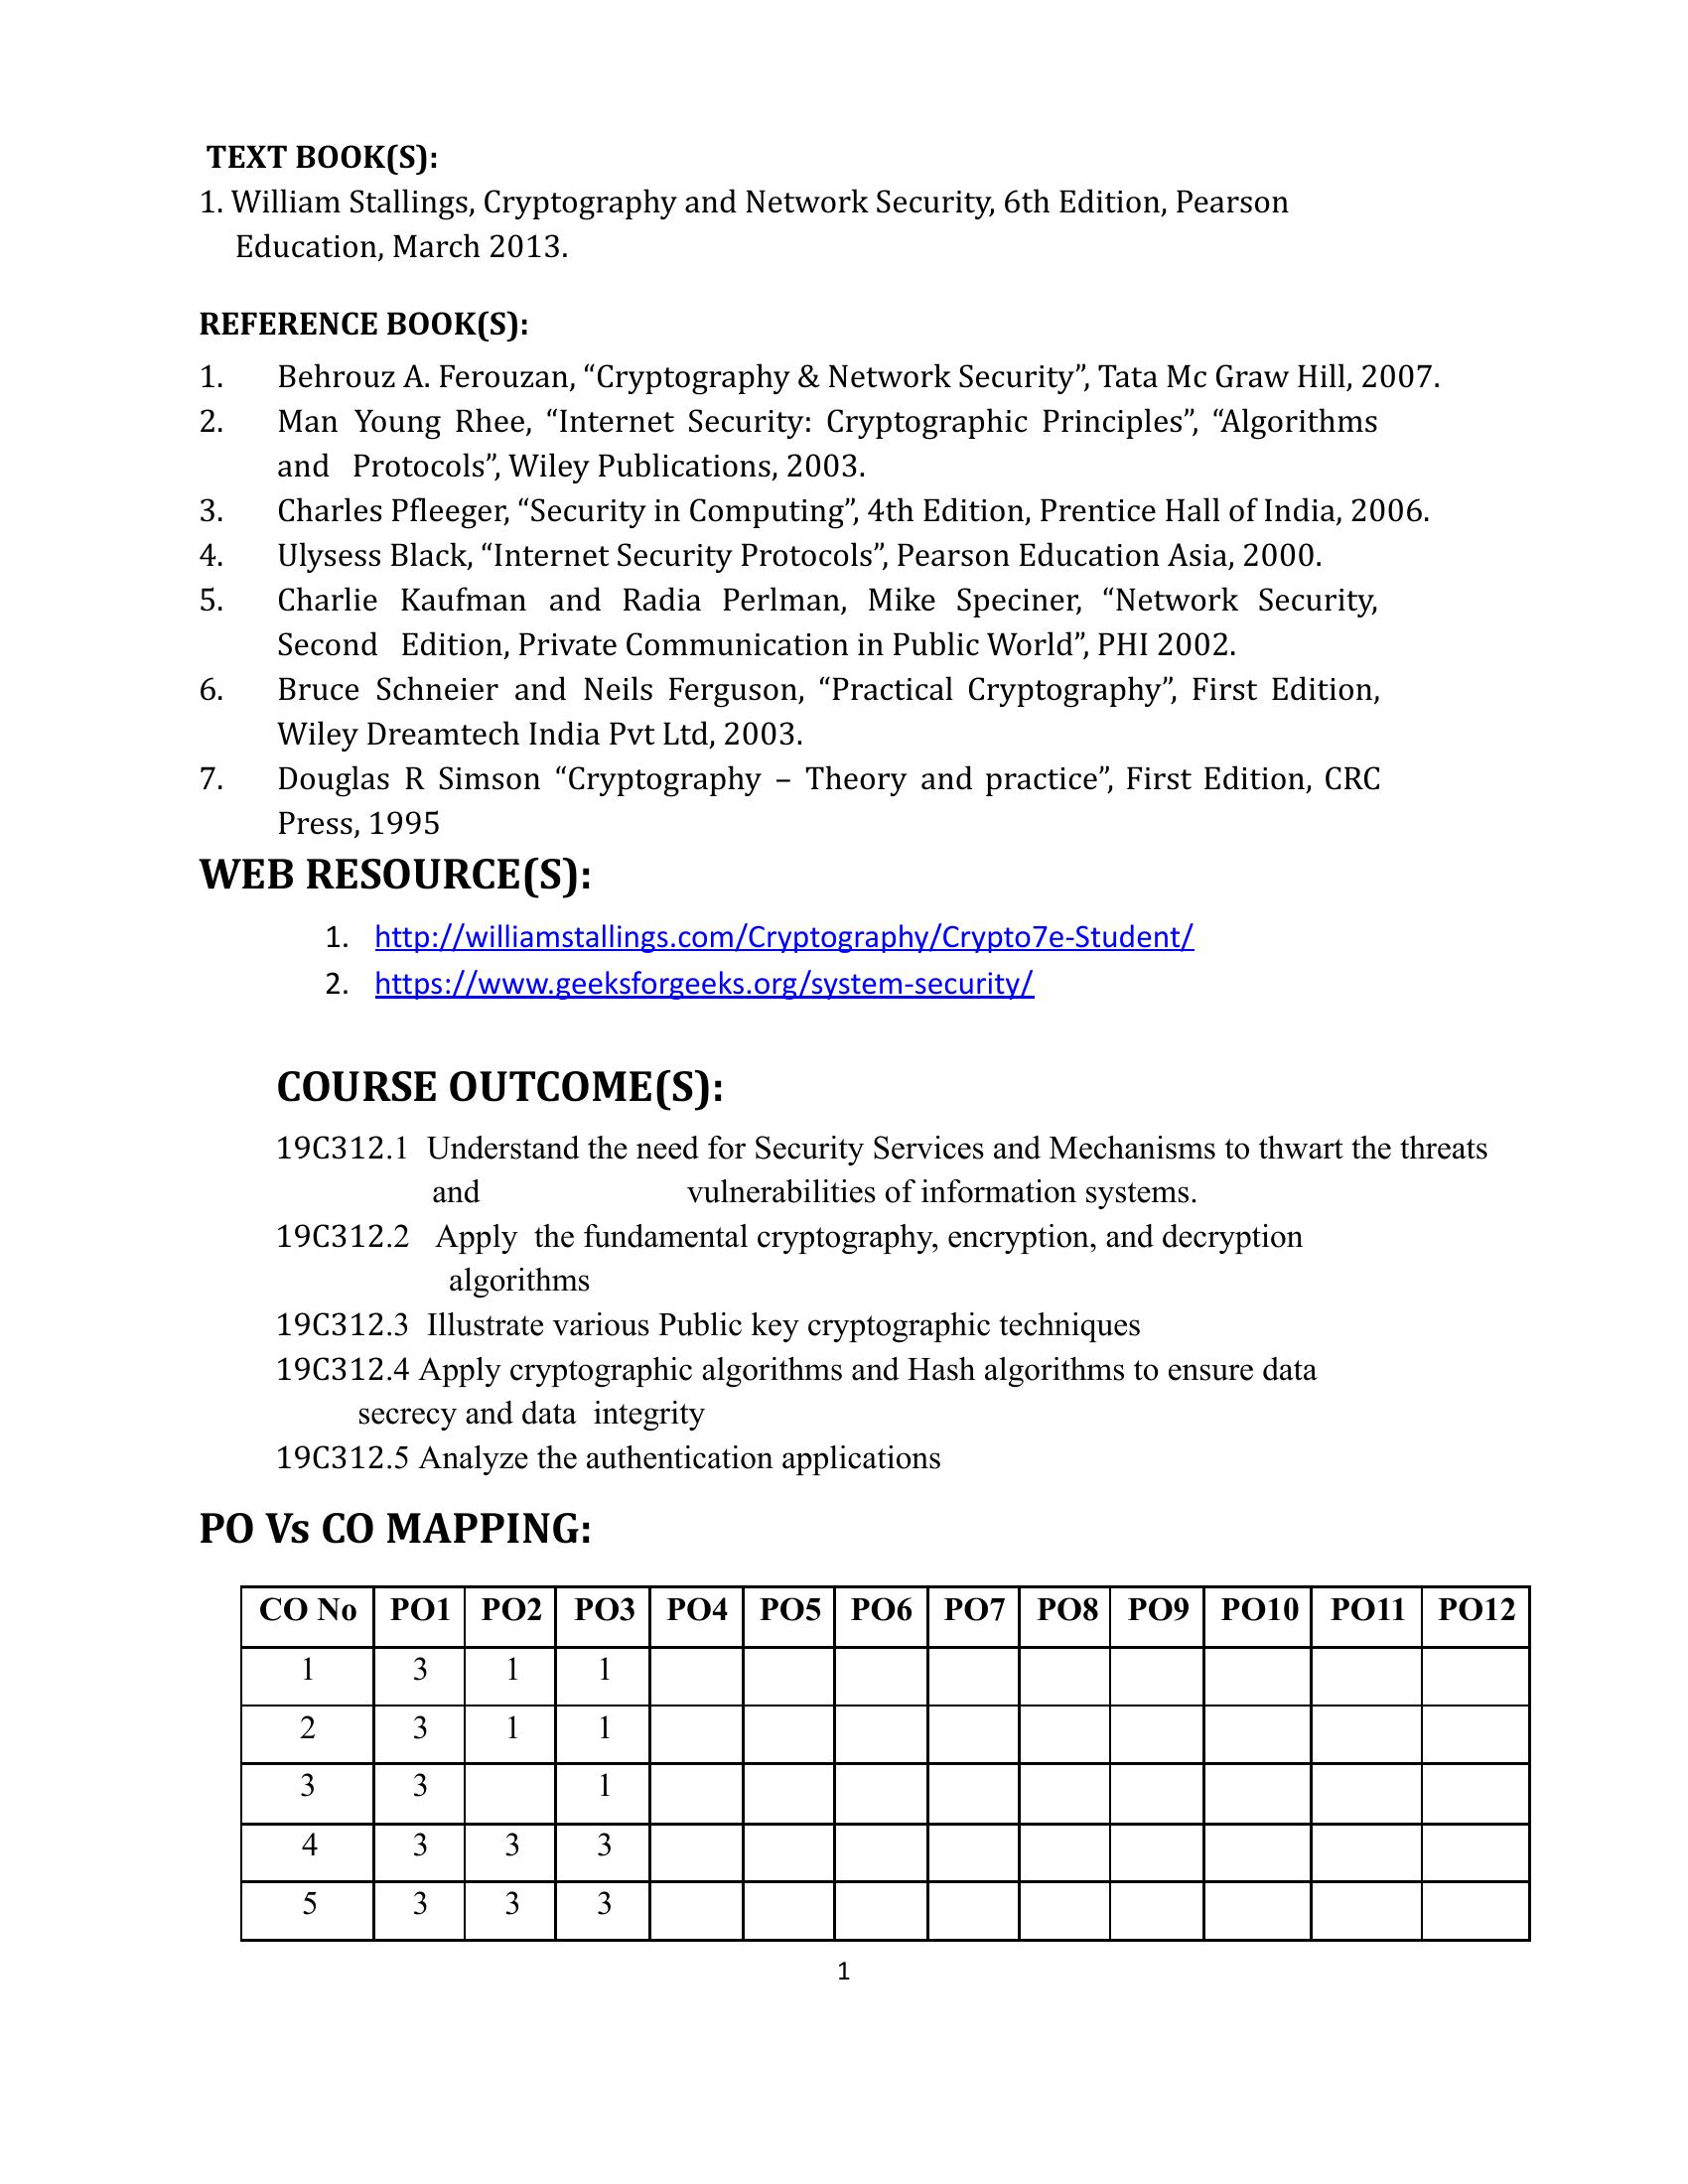 TEXT BOOK(S):
1. William Stallings, Cryptography and Network Security, 6th Edition, Pearson
Education, March 2013.
REFERENCE BOOK(S):
1. Behrouz A. Ferouzan, “Cryptography & Network Security”, Tata Mc Graw Hill, 2007.
2. Man Young Rhee, “Internet Security: Cryptographic Principles”, “Algorithms
and Protocols”, Wiley Publications, 2003.
3. Charles Pfleeger, “Security in Computing”, 4th Edition, Prentice Hall of India, 2006.
4. Ulysess Black, “Internet Security Protocols”, Pearson Education Asia, 2000.
5. Charlie Kaufman and Radia Perlman, Mike Speciner, “Network Security,
Second Edition, Private Communication in Public World”, PHI 2002.
6. Bruce Schneier and Neils Ferguson, “Practical Cryptography”, First Edition,
Wiley Dreamtech India Pvt Ltd, 2003.
7. Douglas R Simson “Cryptography – Theory and practice”, First Edition, CRC
Press, 1995
WEB RESOURCE(S):
1. http://williamstallings.com/Cryptography/Crypto7e-Student/
2. https://www.geeksforgeeks.org/system-security/
COURSE OUTCOME(S):
19C312.1 Understand the need for Security Services and Mechanisms to thwart the threats
and vulnerabilities of information systems.
19C312.2 Apply the fundamental cryptography, encryption, and decryption
algorithms
19C312.3 Illustrate various Public key cryptographic techniques
19C312.4 Apply cryptographic algorithms and Hash algorithms to ensure data
secrecy and data integrity
19C312.5 Analyze the authentication applications
PO Vs CO MAPPING:
CO No PO1 PO2 PO3 PO4 PO5 PO6 PO7 PO8 PO9 PO10 PO11 PO12
1 3 1 1
2 3 1 1
3 3 1
4 3 3 3
5 3 3 3
1